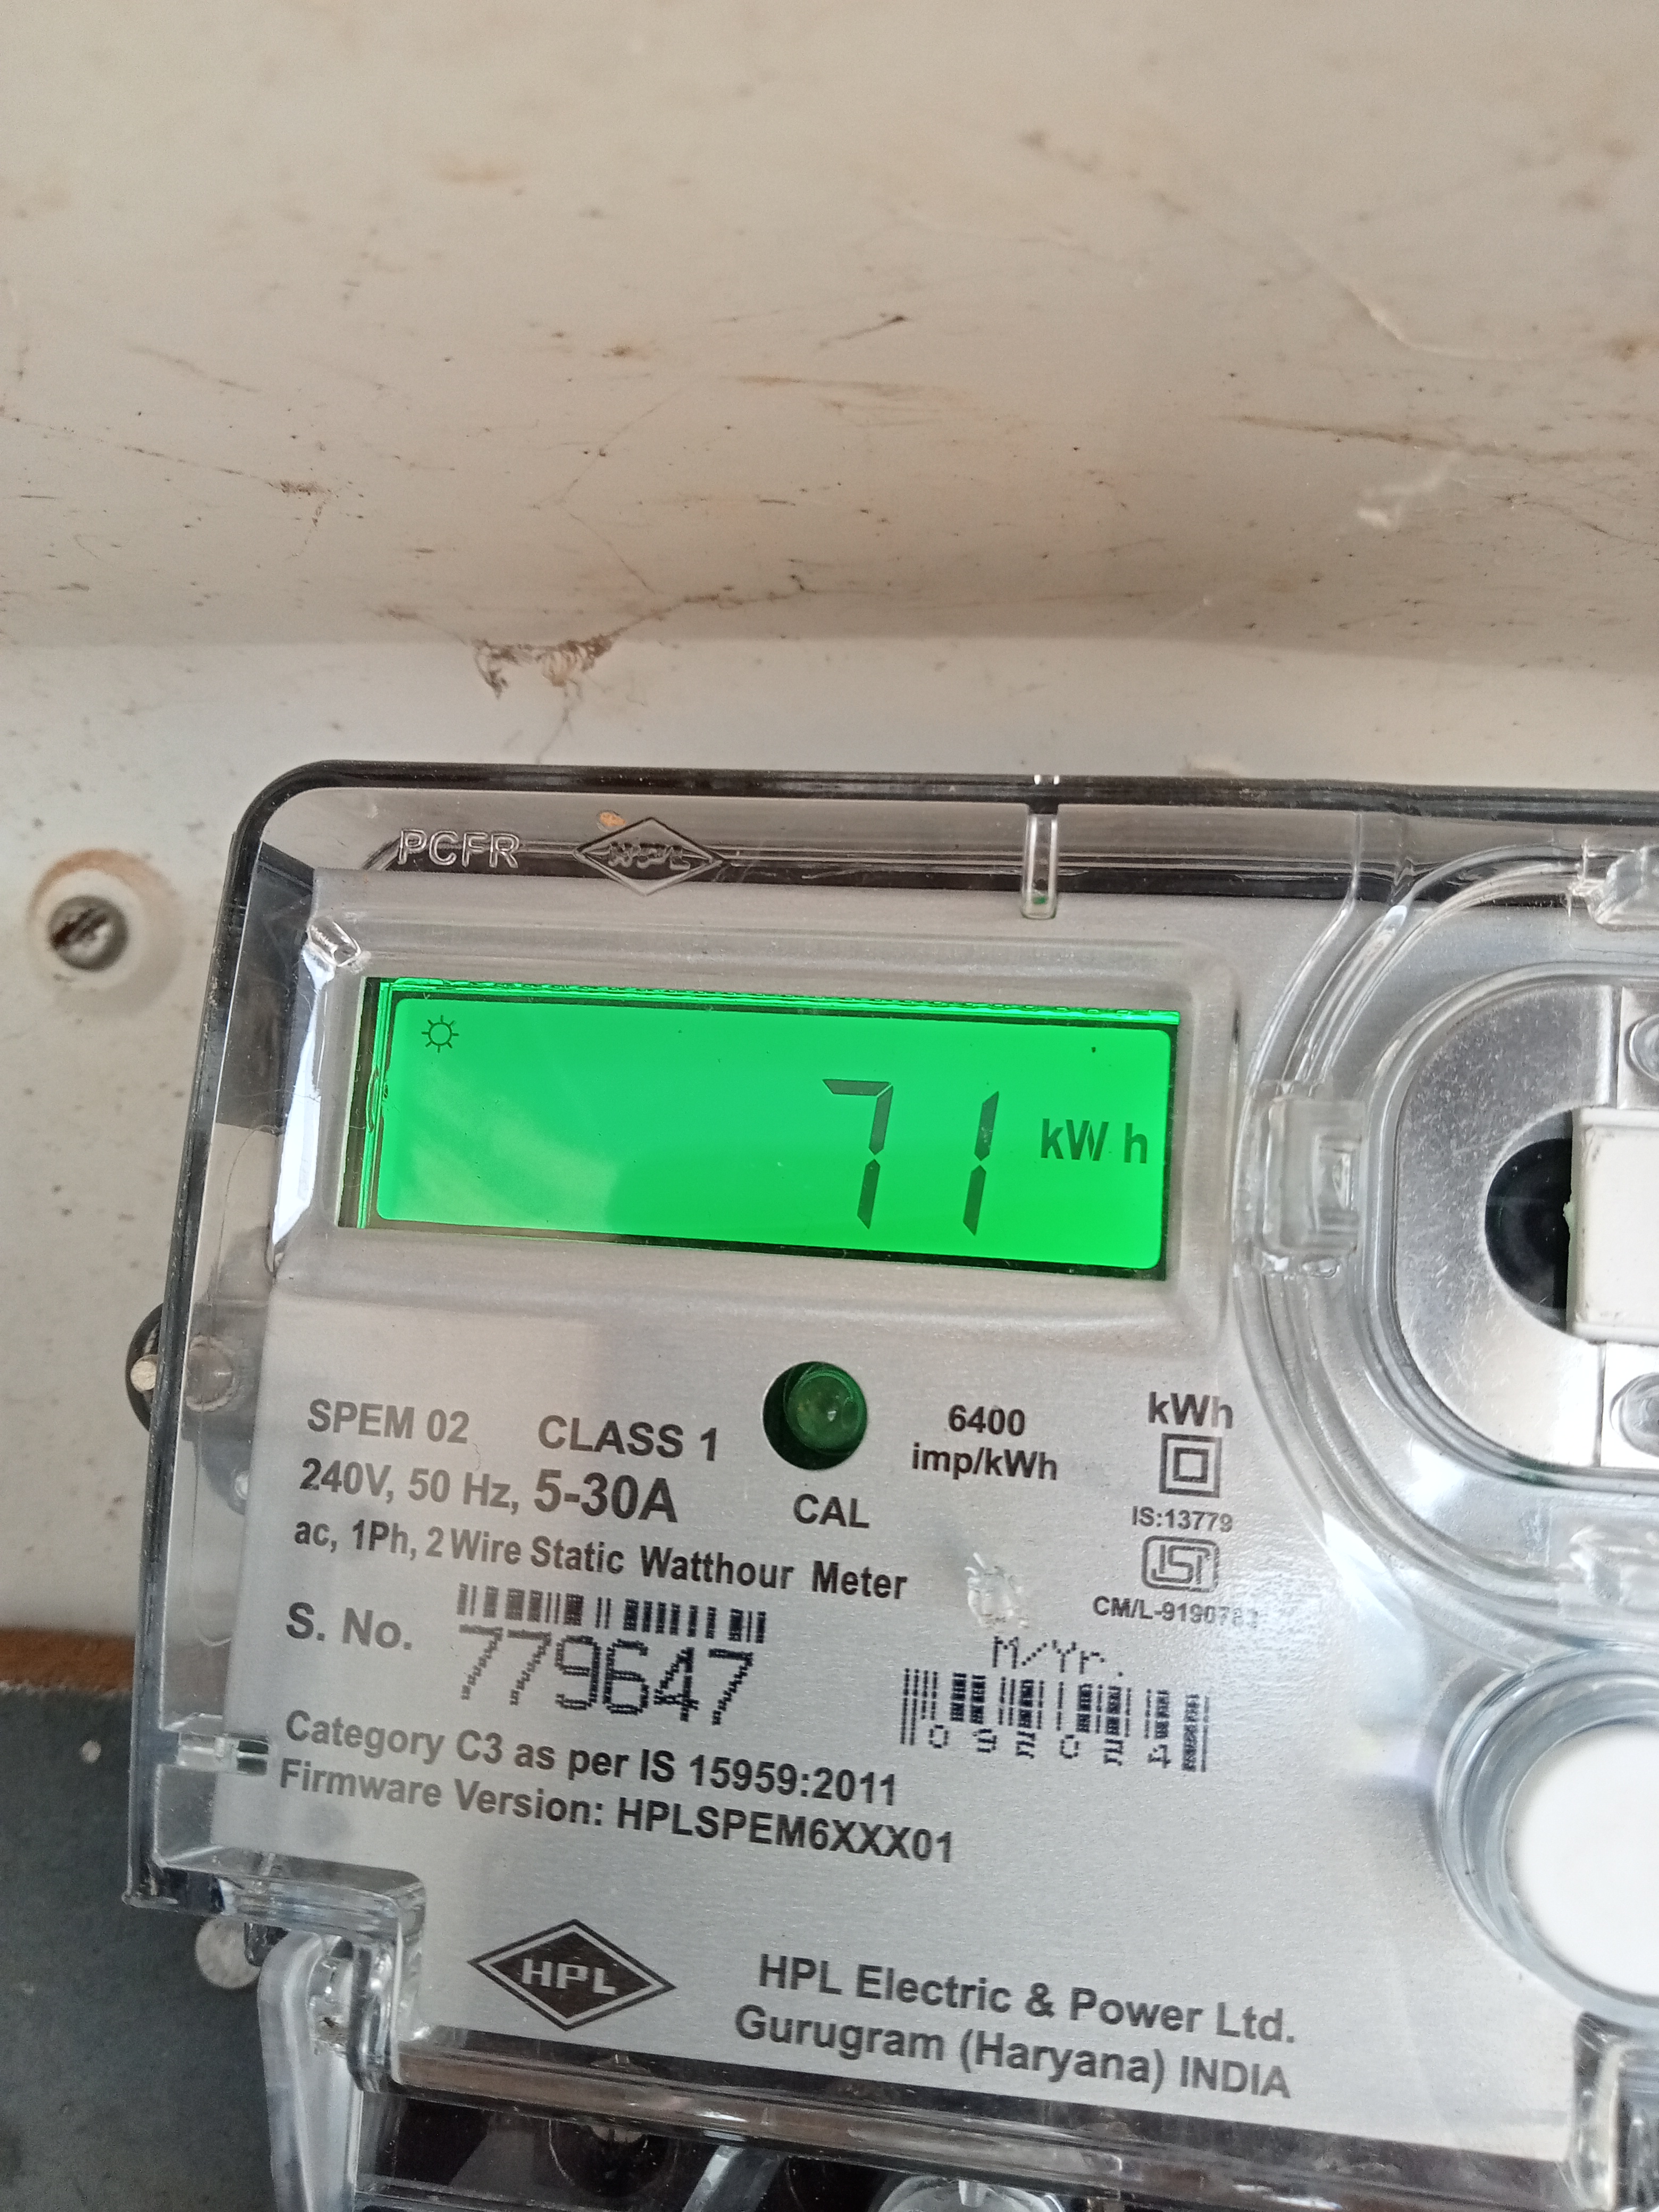 PCFR
HPL
71 kWh
SPEM 02 CLASS 1
6400
imp/kWh
kWh
240V, 50 Hz, 5-30A
CAL
IS:13779
ac, 1Ph, 2 Wire Static Watthour Meter
ISI
S. No. 779647
M/Yr.
092024
Category C3 as per IS 15959:2011
Firmware Version: HPLSPEM6XXX01
HPL
HPL Electric & Power Ltd.
Gurugram (Haryana) INDIA